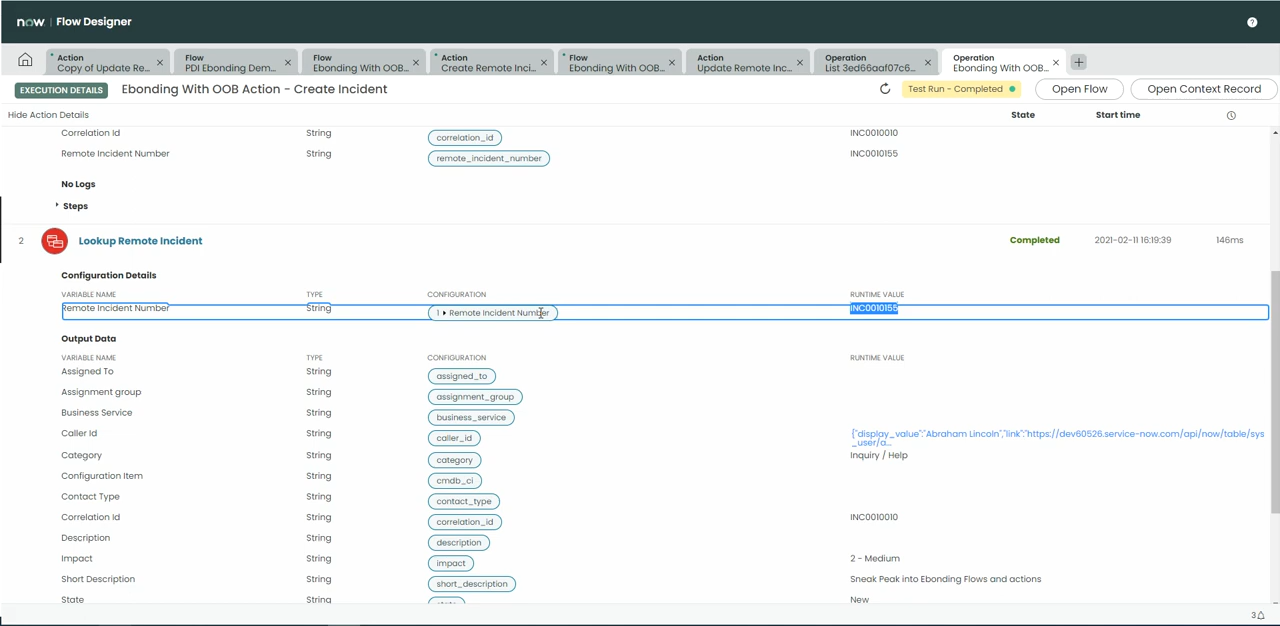 now. Flow Designer
Action
Copy of Update Re...
Flow
PDI Ebonding Dem...
Flow
Ebonding With OOB...
Action
Create Remote Inci...
Flow
Ebonding With OOB...
Action
Update Remote Inc...
Operation
List 3ed66aaf07c6...
Operation
Ebonding With OOB...
EXECUTION DETAILS Ebonding With OOB Action - Create Incident Test Run - Completed Open Flow Open Context Record
Hide Action Details State Start time
Correlation Id String correlation_id INC0010010
Remote Incident Number String remote_incident_number INC0010155
No Logs
Steps
2 Lookup Remote Incident Completed 2021-02-11 16:19:39 146ms
Configuration Details
VARIABLE NAME TYPE CONFIGURATION RUNTIME VALUE
Remote Incident Number String 1 ▸ Remote Incident Number INC0010155
Output Data
VARIABLE NAME TYPE CONFIGURATION RUNTIME VALUE
Assigned To String assigned_to
Assignment group String assignment_group
Business Service String business_service
Caller Id String caller_id {"display_value":"Abraham Lincoln","link":"https://dev60526.service-now.com/api/now/table/sys
_user/a...
Category String category Inquiry / Help
Configuration Item String cmdb_ci
Contact Type String contact_type
Correlation Id String correlation_id INC0010010
Description String description
Impact String impact 2 - Medium
Short Description String short_description Sneak Peak into Ebonding Flows and actions
State String state New
3